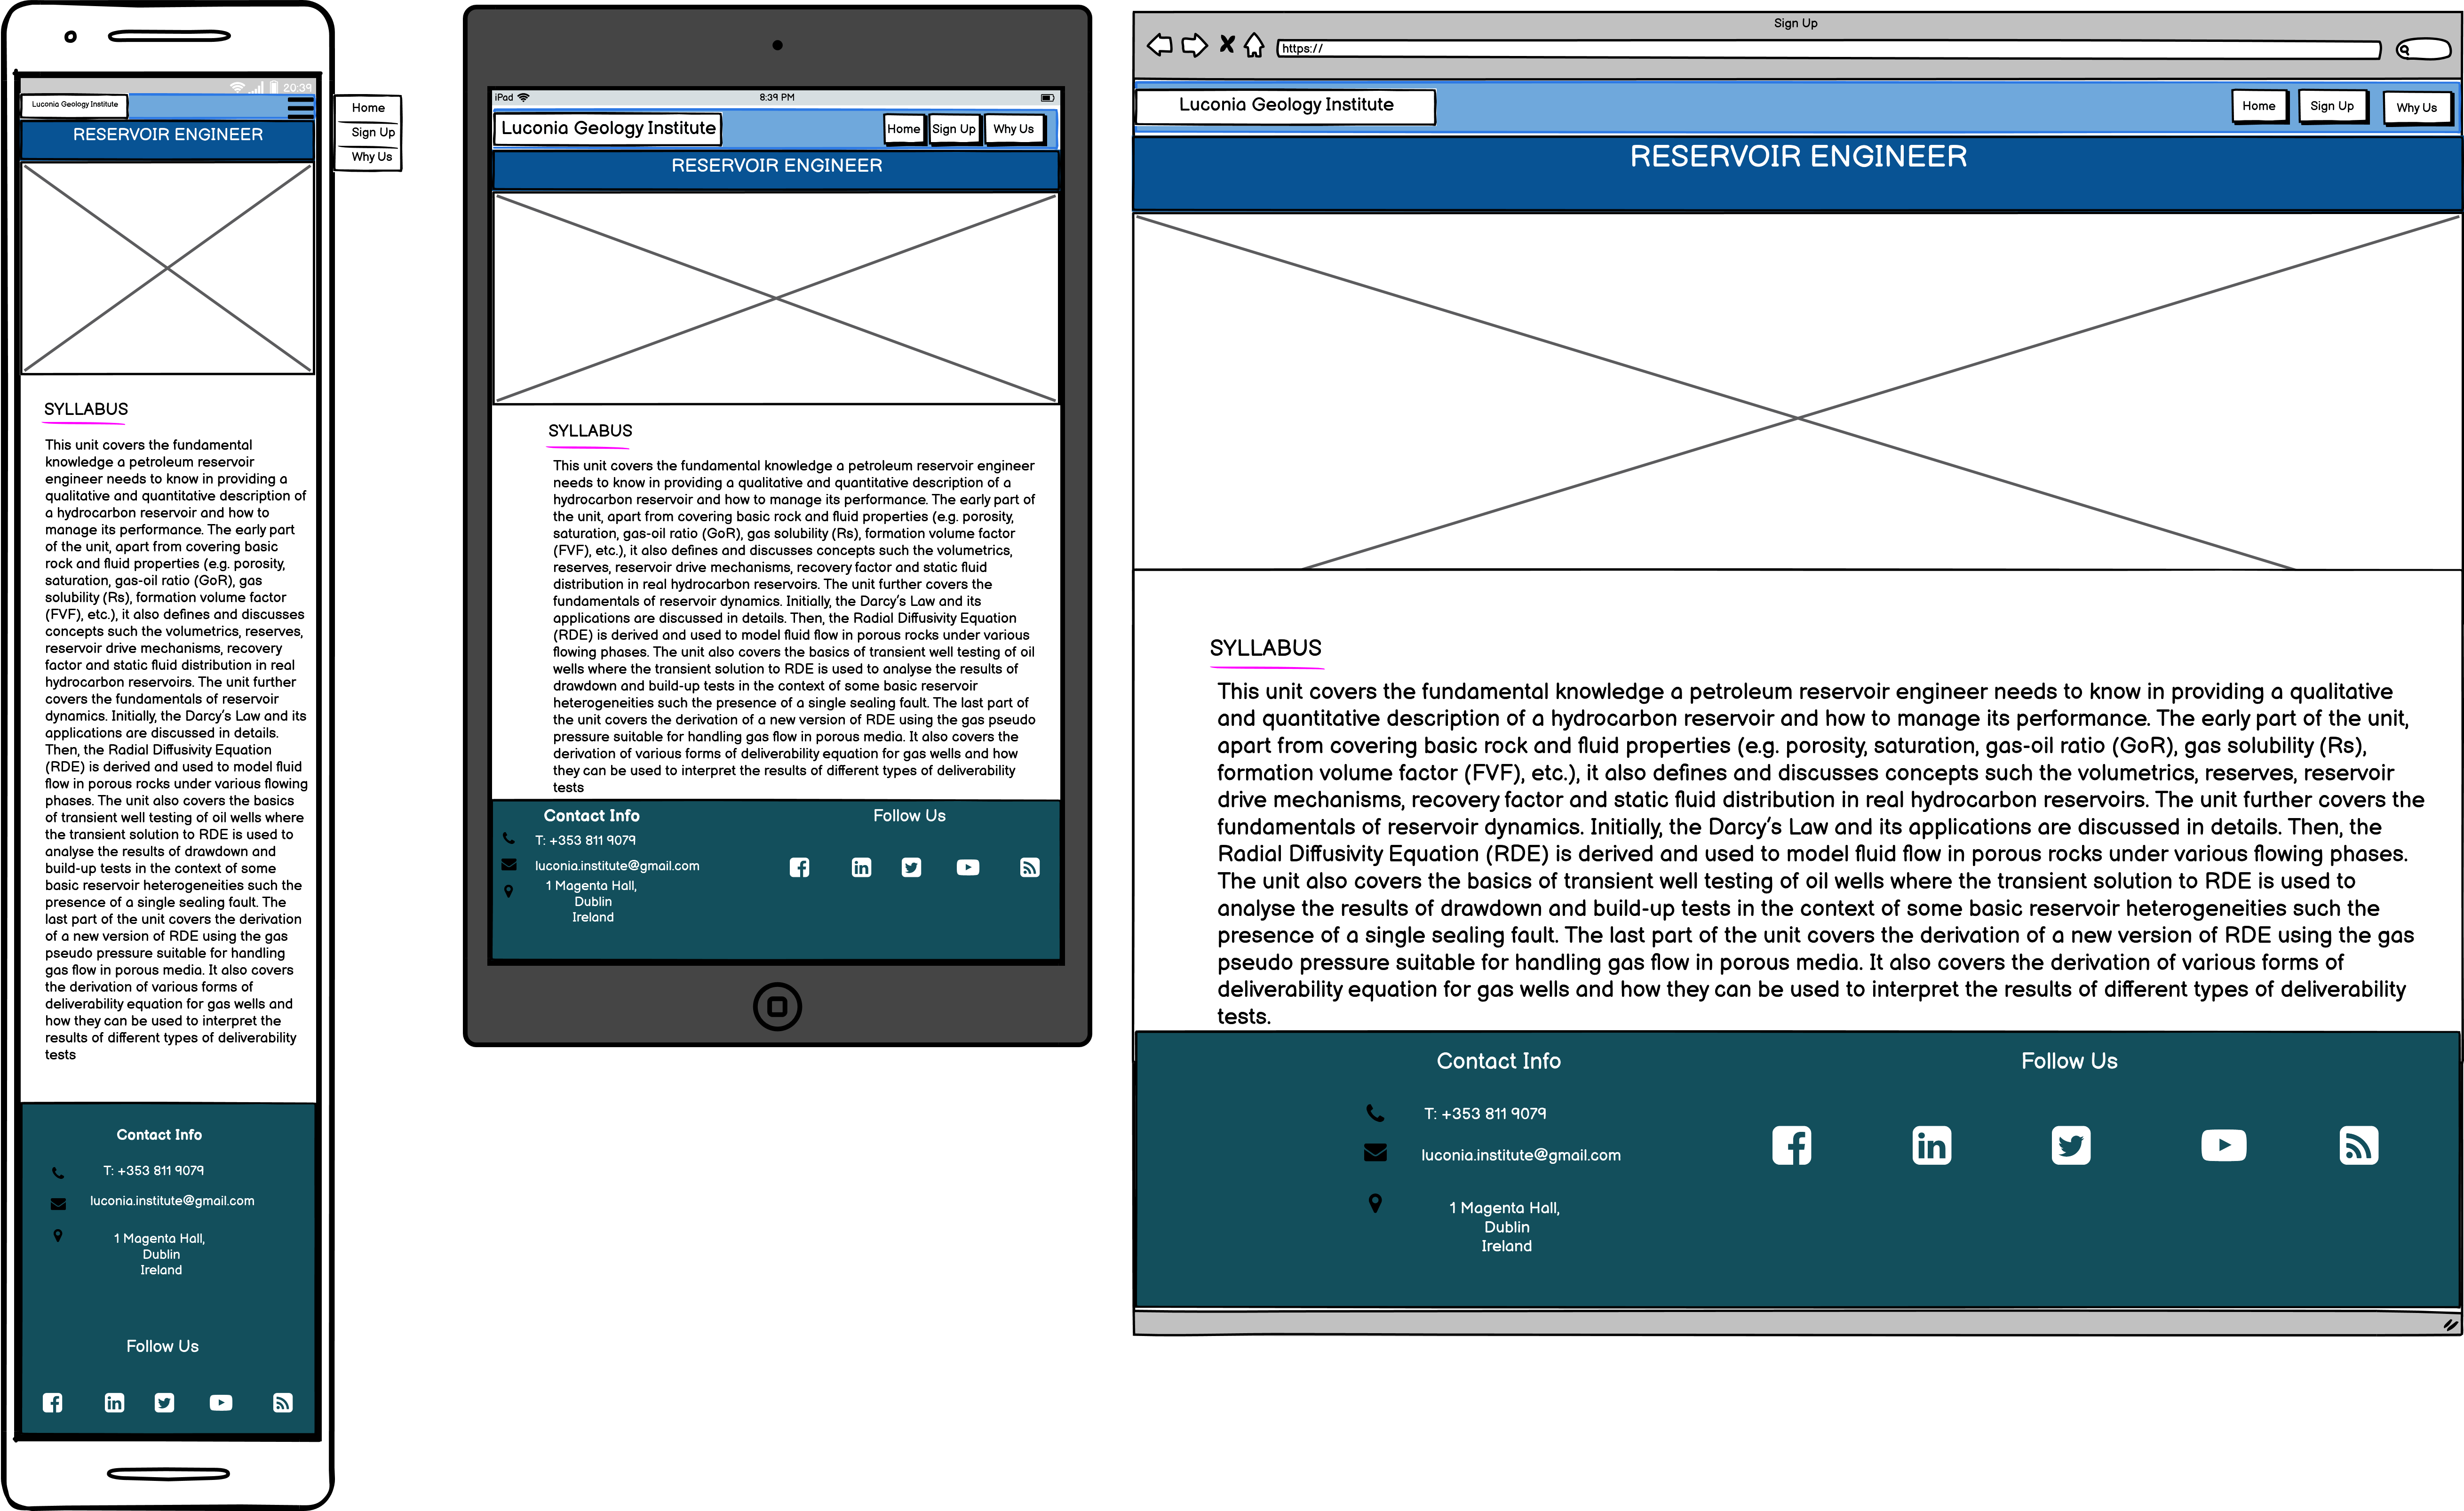 20:39
Luconia Geology Institute
RESERVOIR ENGINEER
Home
Sign Up
Why Us
SYLLABUS
This unit covers the fundamental
knowledge a petroleum reservoir
engineer needs to know in providing a
qualitative and quantitative description of
a hydrocarbon reservoir and how to
manage its performance. The early part
of the unit, apart from covering basic
rock and fluid properties (e.g. porosity,
saturation, gas-oil ratio (GoR), gas
solubility (Rs), formation volume factor
(FVF), etc.), it also defines and discusses
concepts such the volumetrics, reserves,
reservoir drive mechanisms, recovery
factor and static fluid distribution in real
hydrocarbon reservoirs. The unit further
covers the fundamentals of reservoir
dynamics. Initially, the Darcy's Law and its
applications are discussed in details.
Then, the Radial Diffusivity Equation
(RDE) is derived and used to model fluid
flow in porous rocks under various flowing
phases. The unit also covers the basics
of transient well testing of oil wells where
the transient solution to RDE is used to
analyse the results of drawdown and
build-up tests in the context of some
basic reservoir heterogeneities such the
presence of a single sealing fault. The
last part of the unit covers the derivation
of a new version of RDE using the gas
pseudo pressure suitable for handling
gas flow in porous media. It also covers
the derivation of various forms of
deliverability equation for gas wells and
how they can be used to interpret the
results of different types of deliverability
tests
Contact Info
T: +353 811 9079
luconia.institute@gmail.com
1 Magenta Hall,
Dublin
Ireland
Follow Us
iPad
8:39 PM
Luconia Geology Institute
Home
Sign Up
Why Us
RESERVOIR ENGINEER
SYLLABUS
This unit covers the fundamental knowledge a petroleum reservoir engineer
needs to know in providing a qualitative and quantitative description of a
hydrocarbon reservoir and how to manage its performance. The early part of
the unit, apart from covering basic rock and fluid properties (e.g. porosity,
saturation, gas-oil ratio (GoR), gas solubility (Rs), formation volume factor
(FVF), etc.), it also defines and discusses concepts such the volumetrics,
reserves, reservoir drive mechanisms, recovery factor and static fluid
distribution in real hydrocarbon reservoirs. The unit further covers the
fundamentals of reservoir dynamics. Initially, the Darcy's Law and its
applications are discussed in details. Then, the Radial Diffusivity Equation
(RDE) is derived and used to model fluid flow in porous rocks under various
flowing phases. The unit also covers the basics of transient well testing of oil
wells where the transient solution to RDE is used to analyse the results of
drawdown and build-up tests in the context of some basic reservoir
heterogeneities such the presence of a single sealing fault. The last part of
the unit covers the derivation of a new version of RDE using the gas pseudo
pressure suitable for handling gas flow in porous media. It also covers the
derivation of various forms of deliverability equation for gas wells and how
they can be used to interpret the results of different types of deliverability
tests
Contact Info
T: +353 811 9079
luconia.institute@gmail.com
1 Magenta Hall,
Dublin
Ireland
Follow Us
Sign Up
https://
Luconia Geology Institute
Home
Sign Up
Why Us
RESERVOIR ENGINEER
SYLLABUS
This unit covers the fundamental knowledge a petroleum reservoir engineer needs to know in providing a qualitative
and quantitative description of a hydrocarbon reservoir and how to manage its performance. The early part of the unit,
apart from covering basic rock and fluid properties (e.g. porosity, saturation, gas-oil ratio (GoR), gas solubility (Rs),
formation volume factor (FVF), etc.), it also defines and discusses concepts such the volumetrics, reserves, reservoir
drive mechanisms, recovery factor and static fluid distribution in real hydrocarbon reservoirs. The unit further covers the
fundamentals of reservoir dynamics. Initially, the Darcy's Law and its applications are discussed in details. Then, the
Radial Diffusivity Equation (RDE) is derived and used to model fluid flow in porous rocks under various flowing phases.
The unit also covers the basics of transient well testing of oil wells where the transient solution to RDE is used to
analyse the results of drawdown and build-up tests in the context of some basic reservoir heterogeneities such the
presence of a single sealing fault. The last part of the unit covers the derivation of a new version of RDE using the gas
pseudo pressure suitable for handling gas flow in porous media. It also covers the derivation of various forms of
deliverability equation for gas wells and how they can be used to interpret the results of different types of deliverability
tests.
Contact Info
T: +353 811 9079
luconia.institute@gmail.com
1 Magenta Hall,
Dublin
Ireland
Follow Us